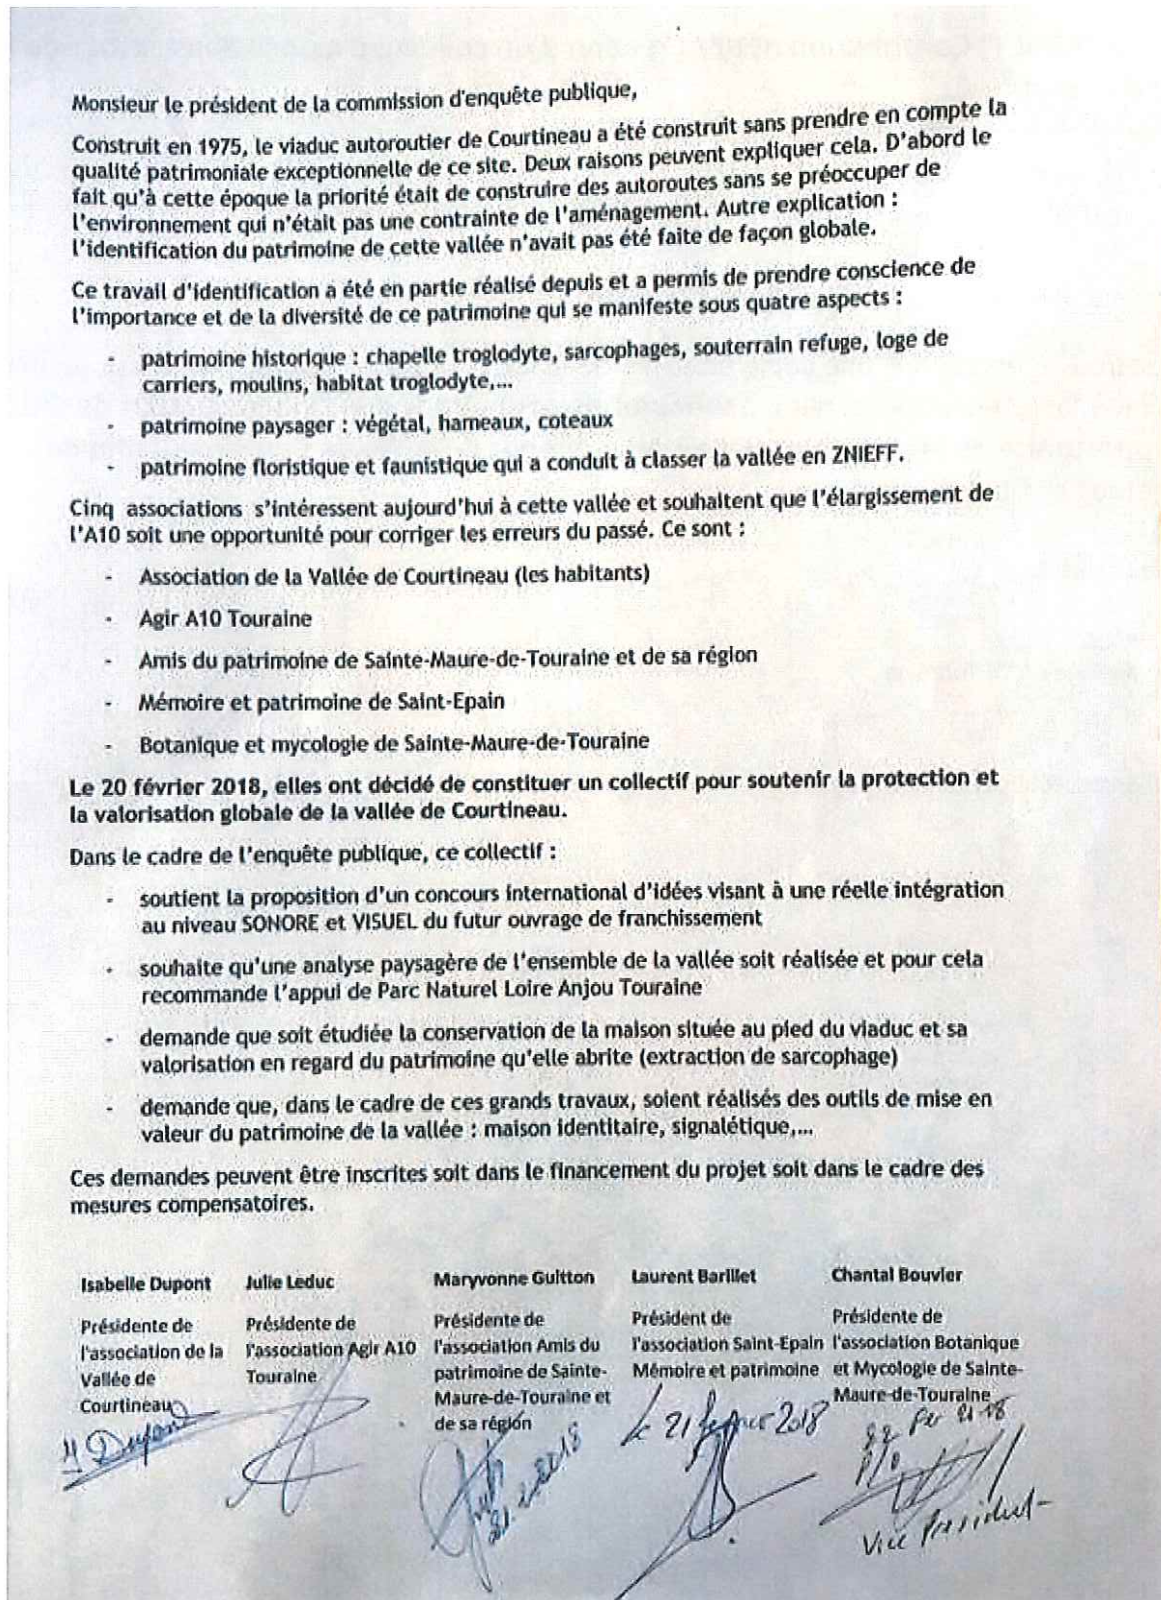 Monsieur le président de la commission d'enquête publique,
Construit en 1975, le viaduc autoroutier de Courtineau a été construit sans prendre en compte la
qualité patrimoniale exceptionnelle de ce site. Deux raisons peuvent expliquer cela. D'abord le
fait qu'à cette époque la priorité était de construire des autoroutes sans se préoccuper de
l'environnement qui n'était pas une contrainte de l'aménagement. Autre explication :
l'identification du patrimoine de cette vallée n'avait pas été faite de façon globale.
Ce travail d'identification a été en partie réalisé depuis et a permis de prendre conscience de
l'importance et de la diversité de ce patrimoine qui se manifeste sous quatre aspects :
- patrimoine historique : chapelle troglodyte, sarcophages, souterrain refuge, loge de
carriers, moulins, habitat troglodyte,...
- patrimoine paysager : végétal, hameaux, coteaux
- patrimoine floristique et faunistique qui a conduit à classer la vallée en ZNIEFF.
Cinq associations s'intéressent aujourd'hui à cette vallée et souhaitent que l'élargissement de
l'A10 soit une opportunité pour corriger les erreurs du passé. Ce sont :
- Association de la Vallée de Courtineau (les habitants)
- Agir A10 Touraine
- Amis du patrimoine de Sainte-Maure-de-Touraine et de sa région
- Mémoire et patrimoine de Saint-Epain
- Botanique et mycologie de Sainte-Maure-de-Touraine
Le 20 février 2018, elles ont décidé de constituer un collectif pour soutenir la protection et
la valorisation globale de la vallée de Courtineau.
Dans le cadre de l'enquête publique, ce collectif :
- soutient la proposition d'un concours international d'idées visant à une réelle intégration
au niveau SONORE et VISUEL du futur ouvrage de franchissement
- souhaite qu'une analyse paysagère de l'ensemble de la vallée soit réalisée et pour cela
recommande l'appui de Parc Naturel Loire Anjou Touraine
- demande que soit étudiée la conservation de la maison située au pied du viaduc et sa
valorisation en regard du patrimoine qu'elle abrite (extraction de sarcophage)
- demande que, dans le cadre de ces grands travaux, soient réalisés des outils de mise en
valeur du patrimoine de la vallée : maison identitaire, signalétique,...
Ces demandes peuvent être inscrites soit dans le financement du projet soit dans le cadre des
mesures compensatoires.
Isabelle Dupont
Présidente de
l'association de la
Vallée de
Courtineau
Dupont
Julie Leduc
Présidente de
l'association Agir A10
Touraine
Maryvonne Guitton
Présidente de
l'association Amis du
patrimoine de Sainte-
Maure-de-Touraine et
de sa région
Laurent Barillet
Président de
l'association Saint-Epain
Mémoire et patrimoine
le 21 février 2018
Chantal Bouvier
Présidente de
l'association Botanique
et Mycologie de Sainte-
Maure-de-Touraine
P/o
Vice Président